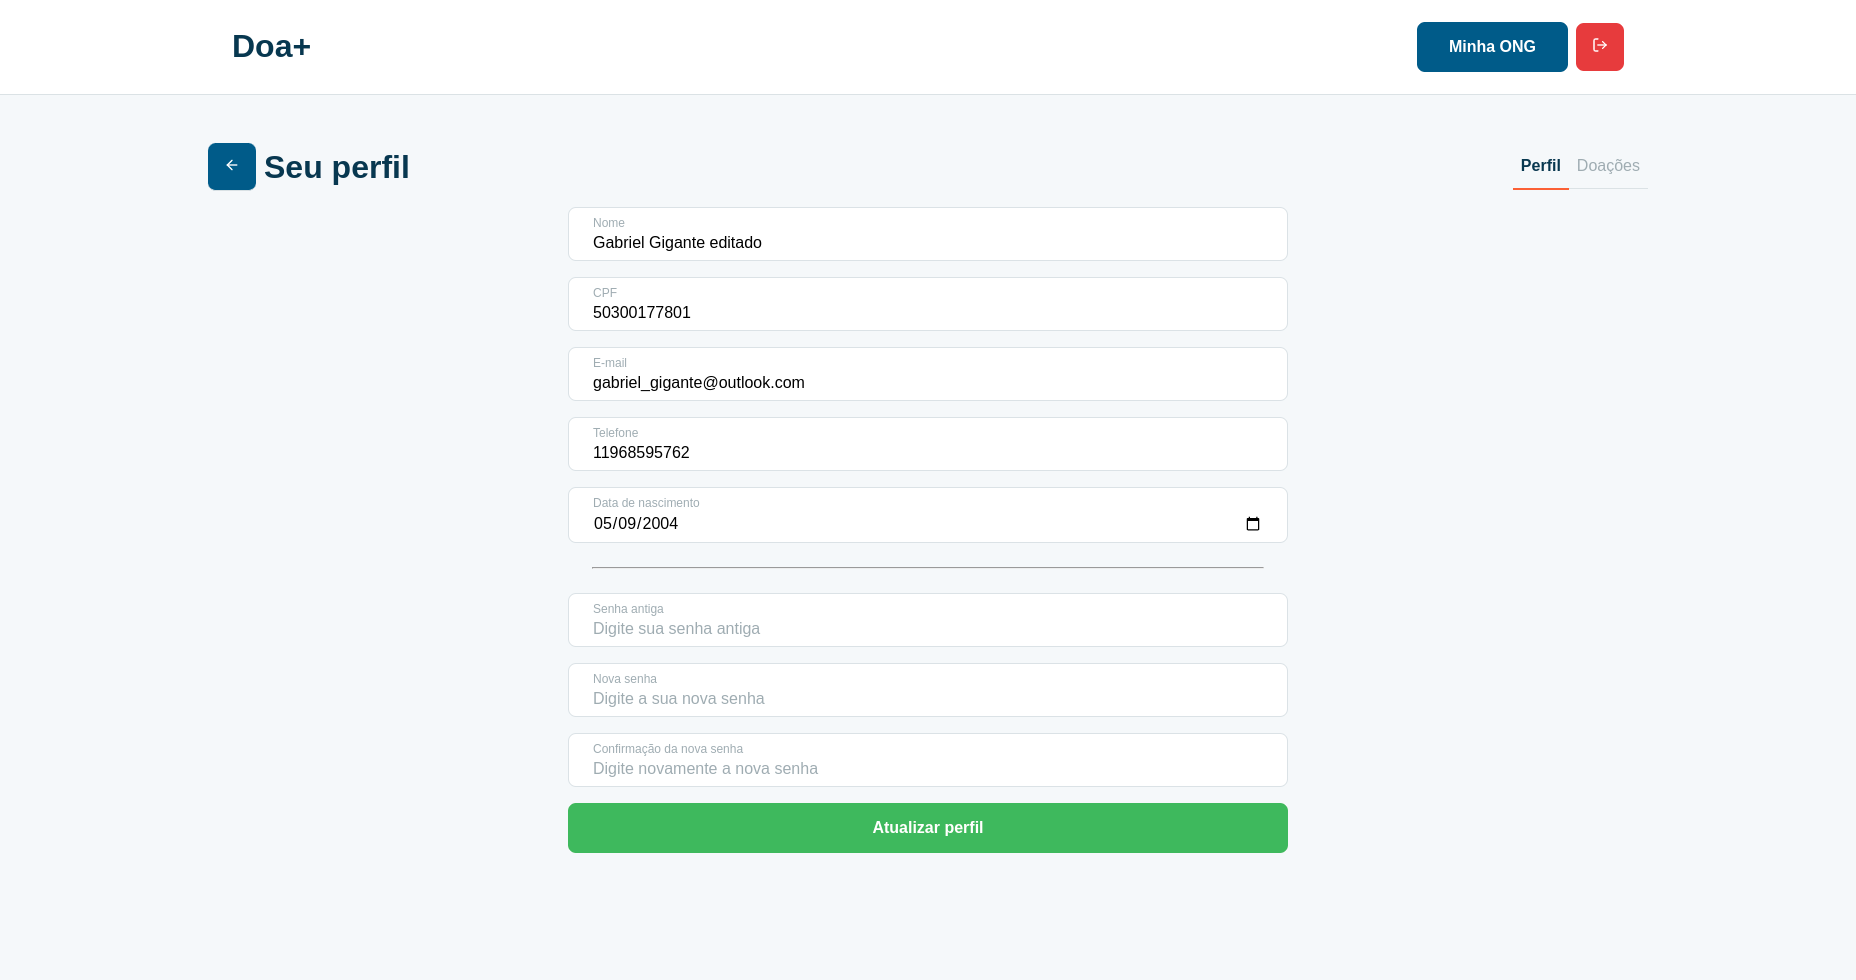 Doa+
Minha ONG
Seu perfil
Perfil Doações
Nome
Gabriel Gigante editado
CPF
50300177801
E-mail
gabriel_gigante@outlook.com
Telefone
11968595762
Data de nascimento
05/09/2004
Senha antiga
Digite sua senha antiga
Nova senha
Digite a sua nova senha
Confirmação da nova senha
Digite novamente a nova senha
Atualizar perfil